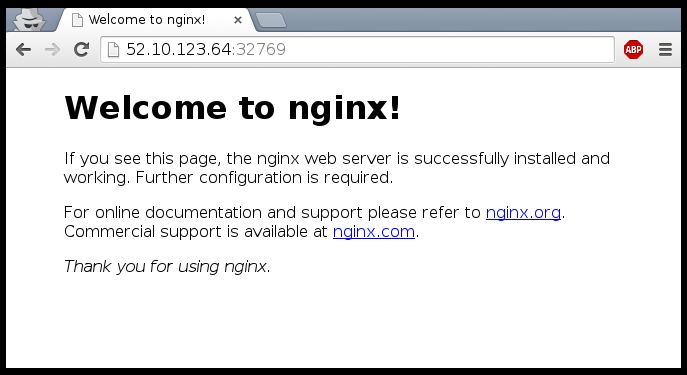 Welcome to nginx!
52.10.123.64:32769
ABP
Welcome to nginx!
If you see this page, the nginx web server is successfully installed and
working. Further configuration is required.
For online documentation and support please refer to nginx.org.
Commercial support is available at nginx.com.
Thank you for using nginx.